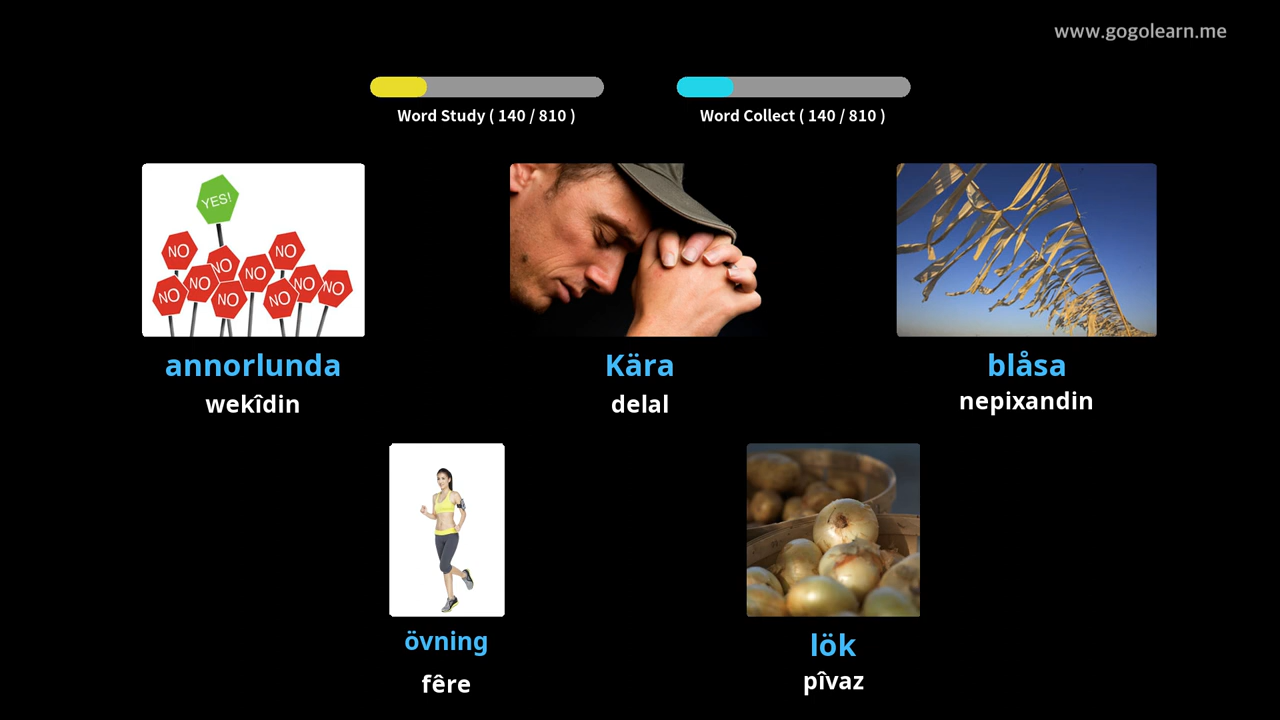 www.gogolearn.me
Word Study ( 140 / 810 )
Word Collect ( 140 / 810 )
YES!
NO
NO
NO
NO
NO
NO
NO
NO
NO
NO
annorlunda
wekîdin
Kära
delal
blåsa
nepixandin
övning
fêre
lök
pîvaz